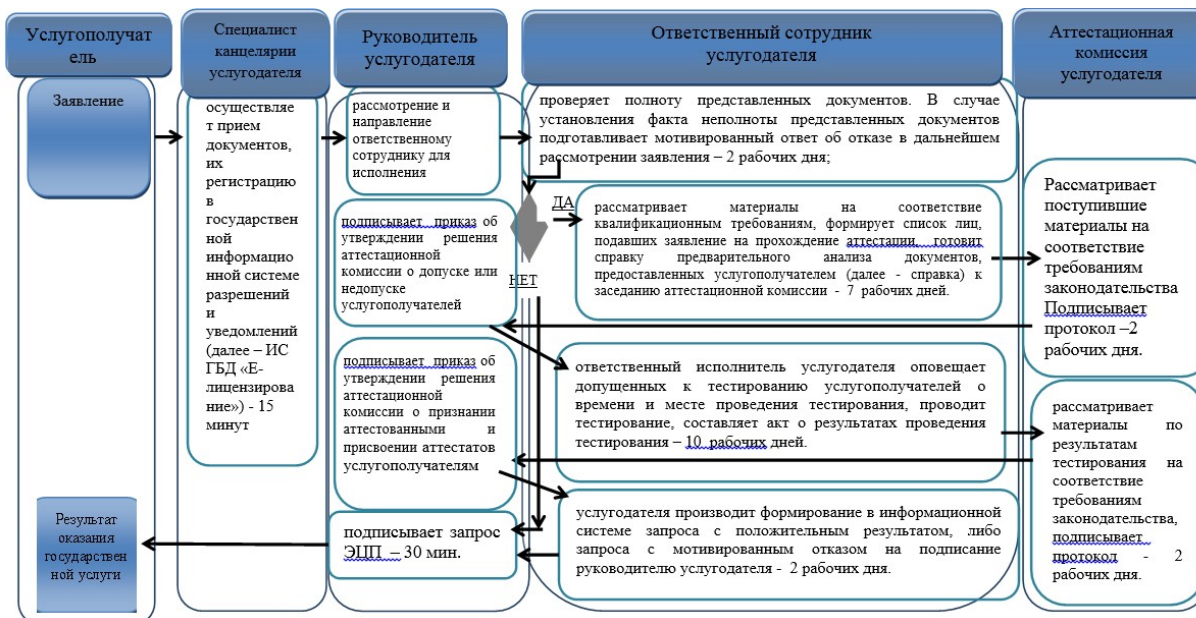 Услугополучат
ель
Специалист
канцелярии
услугодателя
Руководитель
услугодателя
Ответственный сотрудник
услугодателя
Аттестационная
комиссия
услугодателя
Заявление
осуществляе
т прием
документов,
их
регистрацию
в
государствен
ной
информацио
нной системе
разрешений
и
уведомлений
(далее – ИС
ГБД «Е-
лицензирова
ние») - 15
минут
рассмотрение и
направление
ответственному
сотруднику для
исполнения
проверяет полноту представленных документов. В случае
установления факта неполноты представленных документов
подготавливает мотивированный ответ об отказе в дальнейшем
рассмотрении заявления – 2 рабочих дня;
ДА
НЕТ
рассматривает материалы на соответствие
квалификационным требованиям, формирует список лиц,
подавших заявление на прохождение аттестации, готовит
справку предварительного анализа документов,
предоставленных услугополучателем (далее - справка) к
заседанию аттестационной комиссии - 7 рабочих дней.
Рассматривает
поступившие
материалы на
соответствие
требованиям
законодательства
Подписывает
протокол –2
рабочих дня.
подписывает приказ об
утверждении решения
аттестационной
комиссии о допуске или
недопуске
услугополучателей
ответственный исполнитель услугодателя оповещает
допущенных к тестированию услугополучателей о
времени и месте проведения тестирования, проводит
тестирование, составляет акт о результатах проведения
тестирования – 10 рабочих дней.
рассматривает
материалы по
результатам
тестирования на
соответствие
требованиям
законодательства,
подписывает
протокол - 2
рабочих дня.
подписывает приказ об
утверждении решения
аттестационной
комиссии о признании
аттестованными и
присвоении аттестатов
услугополучателям
услугодателя производит формирование в информационной
системе запроса с положительным результатом, либо
запроса с мотивированным отказом на подписание
руководителю услугодателя - 2 рабочих дня.
подписывает запрос
ЭЦП – 30 мин.
Результат
оказания
государствен
ной услуги